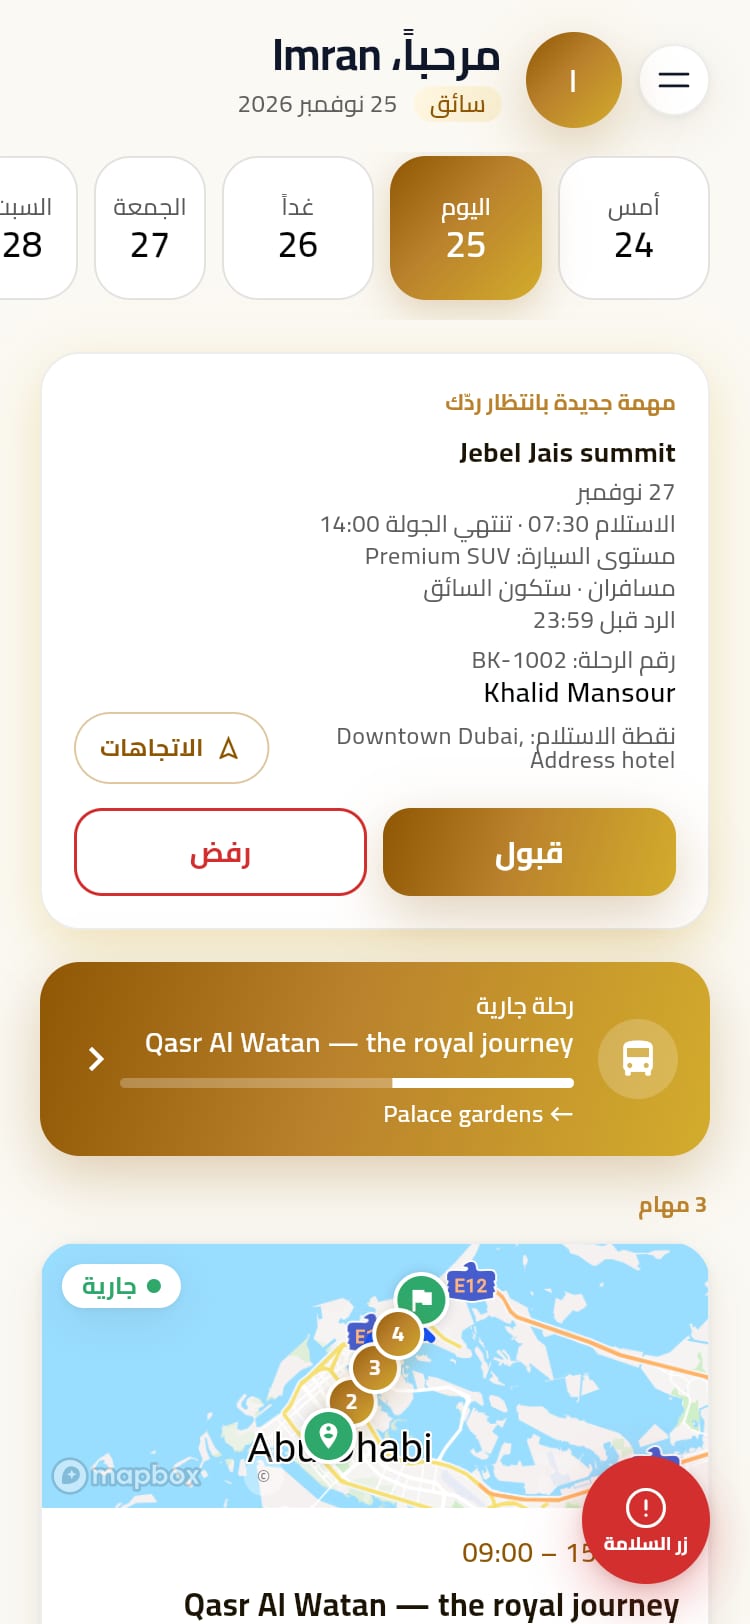 مرحباً، Imran
ا
سائق
25 نوفمبر 2026
أمس
24
اليوم
25
غداً
26
الجمعة
27
السبت
28
مهمة جديدة بانتظار ردّك
Jebel Jais summit
27 نوفمبر
الاستلام 07:30 · تنتهي الجولة 14:00
مستوى السيارة: Premium SUV
مسافران · ستكون السائق
الرد قبل 23:59
رقم الرحلة: BK-1002
Khalid Mansour
نقطة الاستلام: Downtown Dubai,
Address hotel
الاتجاهات
قبول
رفض
رحلة جارية
Qasr Al Watan — the royal journey
← Palace gardens
3 مهام
جارية
E12
4
3
2
mapbox
©
زر السلامة
09:00 – 15
Qasr Al Watan — the royal journey